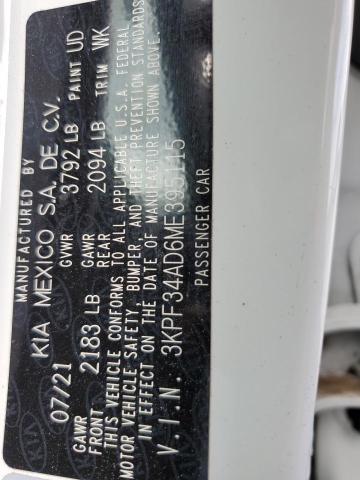 MANUFACTURED BY
KIA MEXICO S.A. DE C.V.
07/21 GVWR 3792 LB PAINT UD
GAWR FRONT 2183 LB GAWR REAR 2094 LB TRIM WK
THIS VEHICLE CONFORMS TO ALL APPLICABLE U.S.A. FEDERAL
MOTOR VEHICLE SAFETY, BUMPER, AND THEFT PREVENTION STANDARDS
IN EFFECT ON THE DATE OF MANUFACTURE SHOWN ABOVE.
V.I.N. 3KPF34AD6ME395115
PASSENGER CAR
KIA